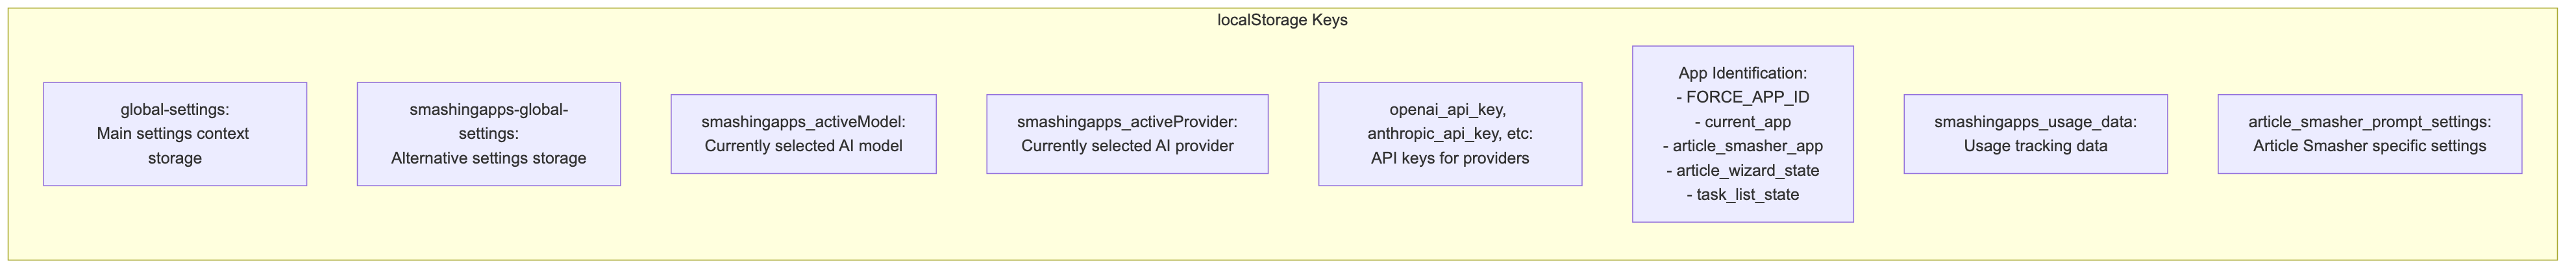 localStorage Keys
global-settings:
Main settings context
storage
smashingapps-global-
settings:
Alternative settings storage
smashingapps_activeModel:
Currently selected AI model
smashingapps_activeProvider:
Currently selected AI provider
openai_api_key,
anthropic_api_key, etc:
API keys for providers
App Identification:
- FORCE_APP_ID
- current_app
- article_smasher_app
- article_wizard_state
- task_list_state
smashingapps_usage_data:
Usage tracking data
article_smasher_prompt_settings:
Article Smasher specific settings